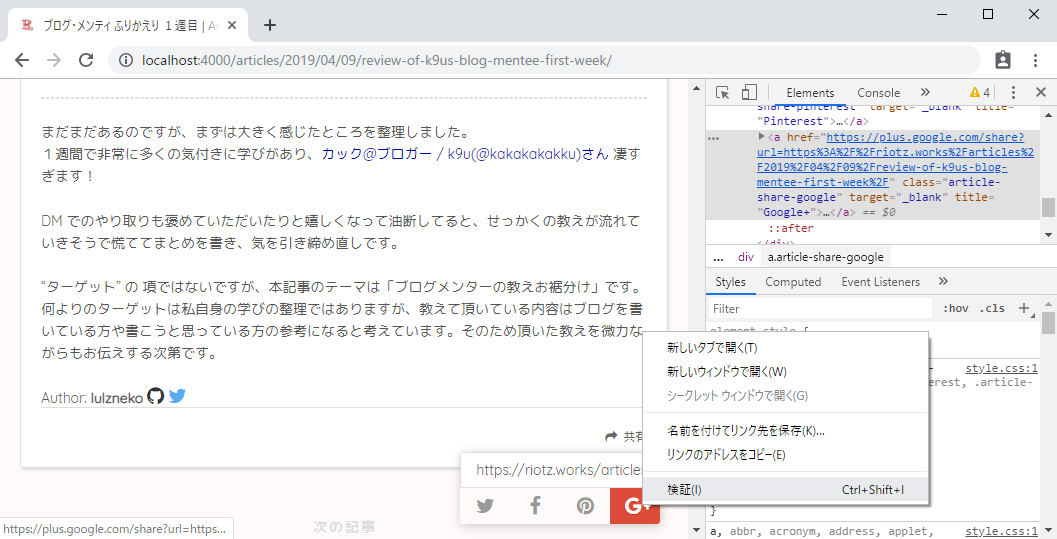 ブログ・メンティ ふりかえり １週目 | A
localhost:4000/articles/2019/04/09/review-of-k9us-blog-mentee-first-week/
まだまだあるのですが、まずは大きく感じたところを整理しました。
１週間で非常に多くの気付きに学びがあり、カック@ブロガー / k9u(@kakakakakku)さん 凄す
ぎます！
DM でのやり取りも褒めていただいたりと嬉しくなって油断してると、せっかくの教えが流れて
いきそうで慌ててまとめを書き、気を引き締め直しです。
“ターゲット” の 項ではないですが、本記事のテーマは「ブログメンターの教えお裾分け」です。
何よりのターゲットは私自身の学びの整理ではありますが、教えて頂いている内容はブログを書
いている方や書こうと思っている方の参考になると考えています。そのため頂いた教えを微力な
がらもお伝えする次第です。
Author: lulzneko
共有
https://riotz.works/articles
G+
次の記事
https://plus.google.com/share?url=https...
新しいタブで開く(T)
新しいウィンドウで開く(W)
シークレット ウィンドウで開く(G)
名前を付けてリンク先を保存(K)...
リンクのアドレスをコピー(E)
検証(I) Ctrl+Shift+I
Elements Console » 4
share-pinterest" target="_blank" title=
"Pinterest">…</a>
<a href="https://plus.google.com/share?
url=https%3A%2F%2Friotz.works%2Farticles%2
F2019%2F04%2F09%2Freview-of-k9us-blog-
mentee-first-week%2F" class="article-
share-google" target="_blank" title=
"Google+">…</a> == $0
::after
</div>
... div a.article-share-google
Styles Computed Event Listeners »
Filter :hov .cls +
element.style {
style.css:1
erest, .article-
}
a, abbr, acronym, address, applet, style.css:1